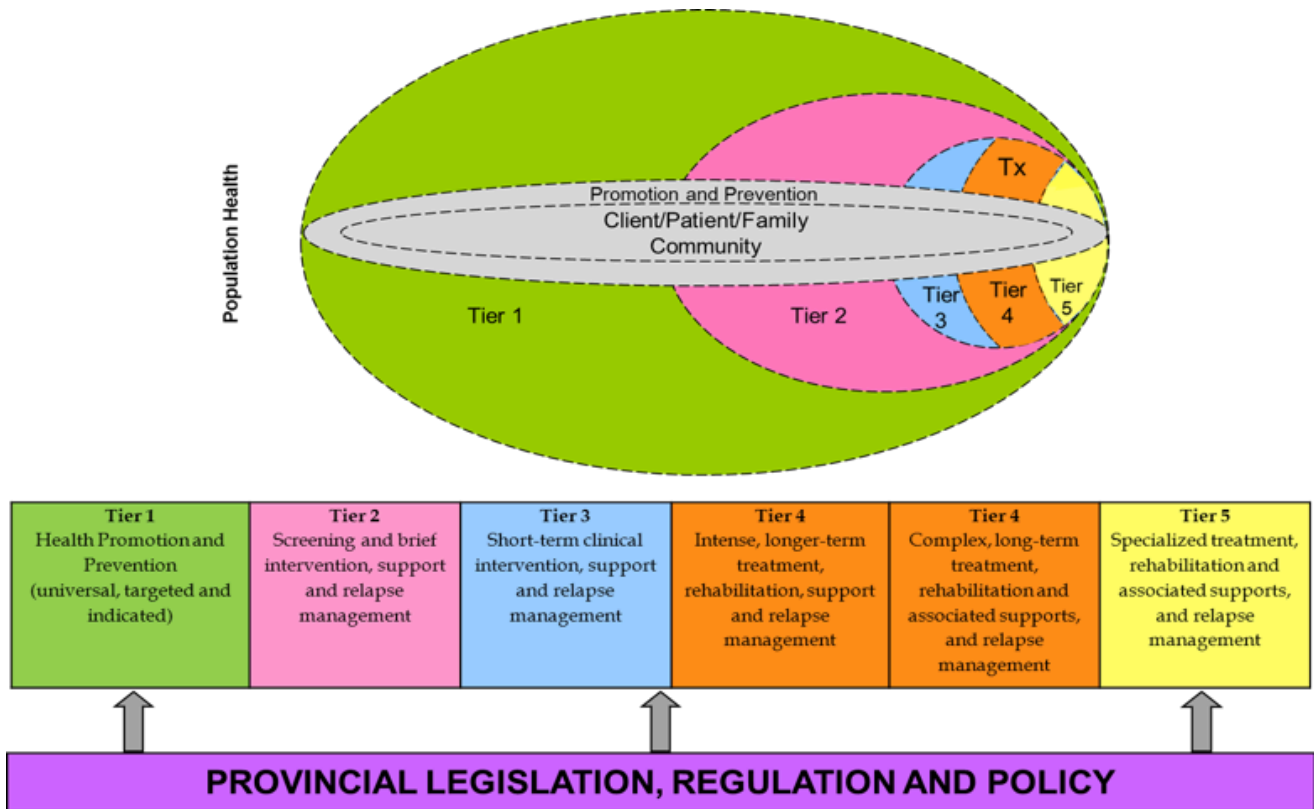 Population Health
Tx
Promotion and Prevention
Client/Patient/Family
Community
Tier 1
Tier 2
Tier
3
Tier
4
Tier
5
Tier 1
Health Promotion and
Prevention
(universal, targeted and
indicated)
Tier 2
Screening and brief
intervention, support
and relapse
management
Tier 3
Short-term clinical
intervention, support
and relapse
management
Tier 4
Intense, longer-term
treatment,
rehabilitation, support
and relapse
management
Tier 4
Complex, long-term
treatment,
rehabilitation and
associated supports,
and relapse
management
Tier 5
Specialized treatment,
rehabilitation and
associated supports,
and relapse
management
PROVINCIAL LEGISLATION, REGULATION AND POLICY